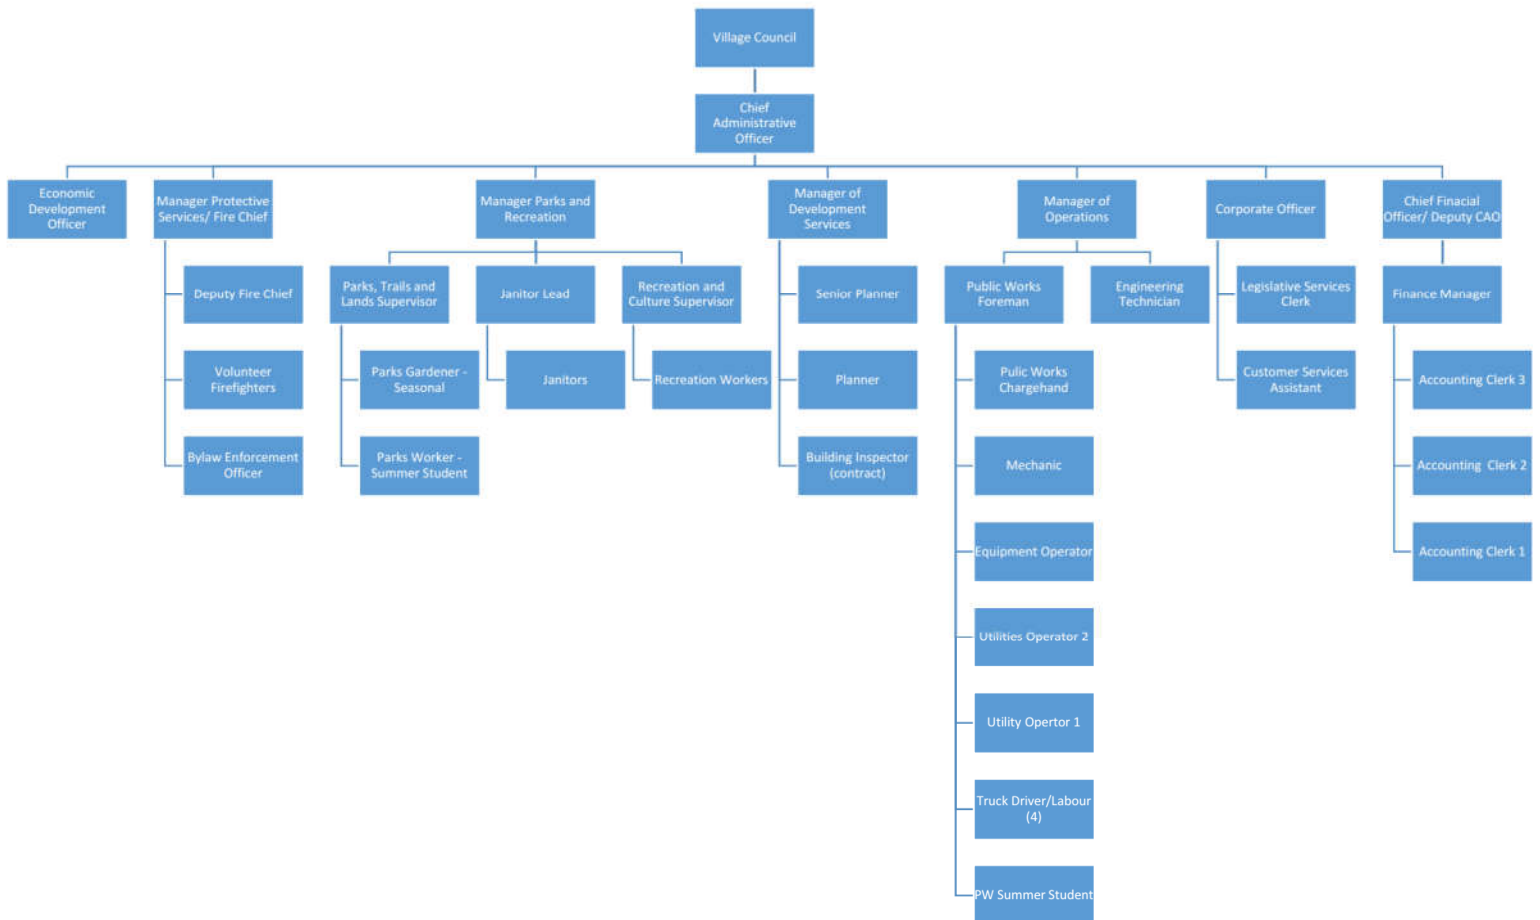 Village Council
Chief
Administrative
Officer
Economic
Development
Officer
Manager Protective
Services/ Fire Chief
Manager Parks and
Recreation
Manager of
Development
Services
Manager of
Operations
Corporate Officer
Chief Finacial
Officer/ Deputy CAO
Deputy Fire Chief
Parks, Trails and
Lands Supervisor
Janitor Lead
Recreation and
Culture Supervisor
Senior Planner
Public Works
Foreman
Engineering
Technician
Legislative Services
Clerk
Finance Manager
Volunteer
Firefighters
Parks Gardener -
Seasonal
Janitors
Recreation Workers
Planner
Pulic Works
Chargehand
Customer Services
Assistant
Accounting Clerk 3
Bylaw Enforcement
Officer
Parks Worker -
Summer Student
Building Inspector
(contract)
Mechanic
Accounting Clerk 2
Equipment Operator
Accounting Clerk 1
Utilities Operator 2
Utility Opertor 1
Truck Driver/Labour
(4)
PW Summer Student